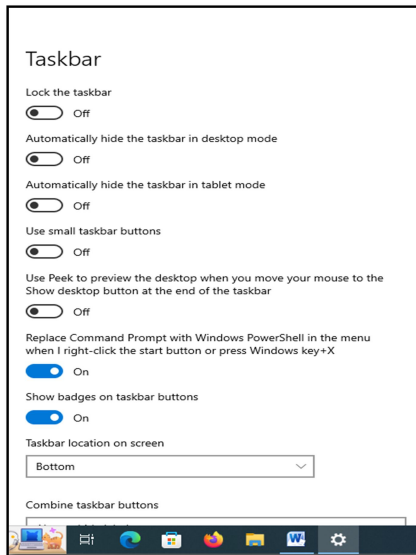 Taskbar
Lock the taskbar
Off
Automatically hide the taskbar in desktop mode
Off
Automatically hide the taskbar in tablet mode
Off
Use small taskbar buttons
Off
Use Peek to preview the desktop when you move your mouse to the
Show desktop button at the end of the taskbar
Off
Replace Command Prompt with Windows PowerShell in the menu
when I right-click the start button or press Windows key+X
On
Show badges on taskbar buttons
On
Taskbar location on screen
Bottom
Combine taskbar buttons
W